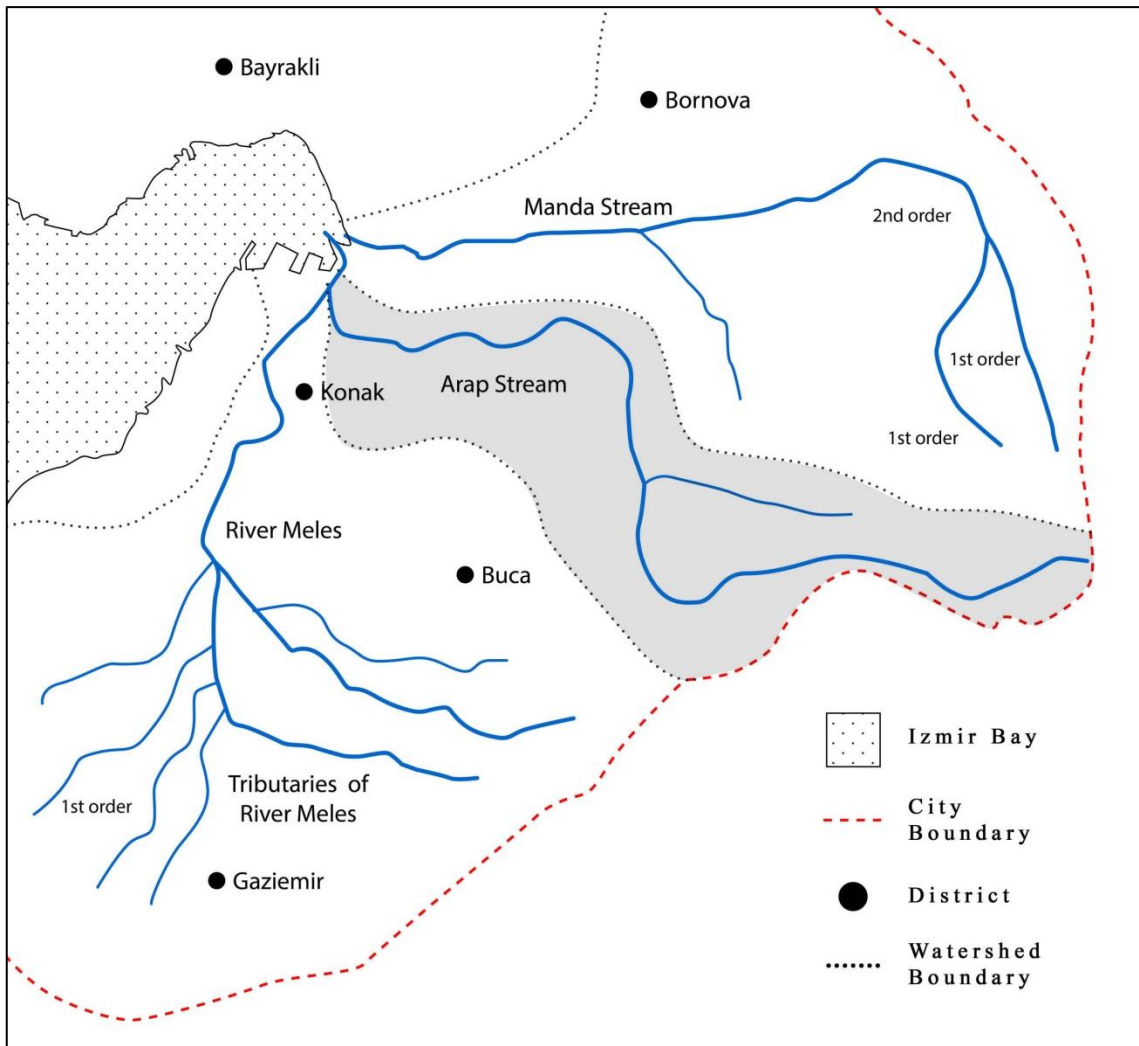 Bayrakli
Bornova
Manda Stream
2nd order
1st order
Arap Stream
Konak
1st order
River Meles
Buca
1st order
Tributaries of
River Meles
Gaziemir
Izmir Bay
City
Boundary
District
Watershed
Boundary